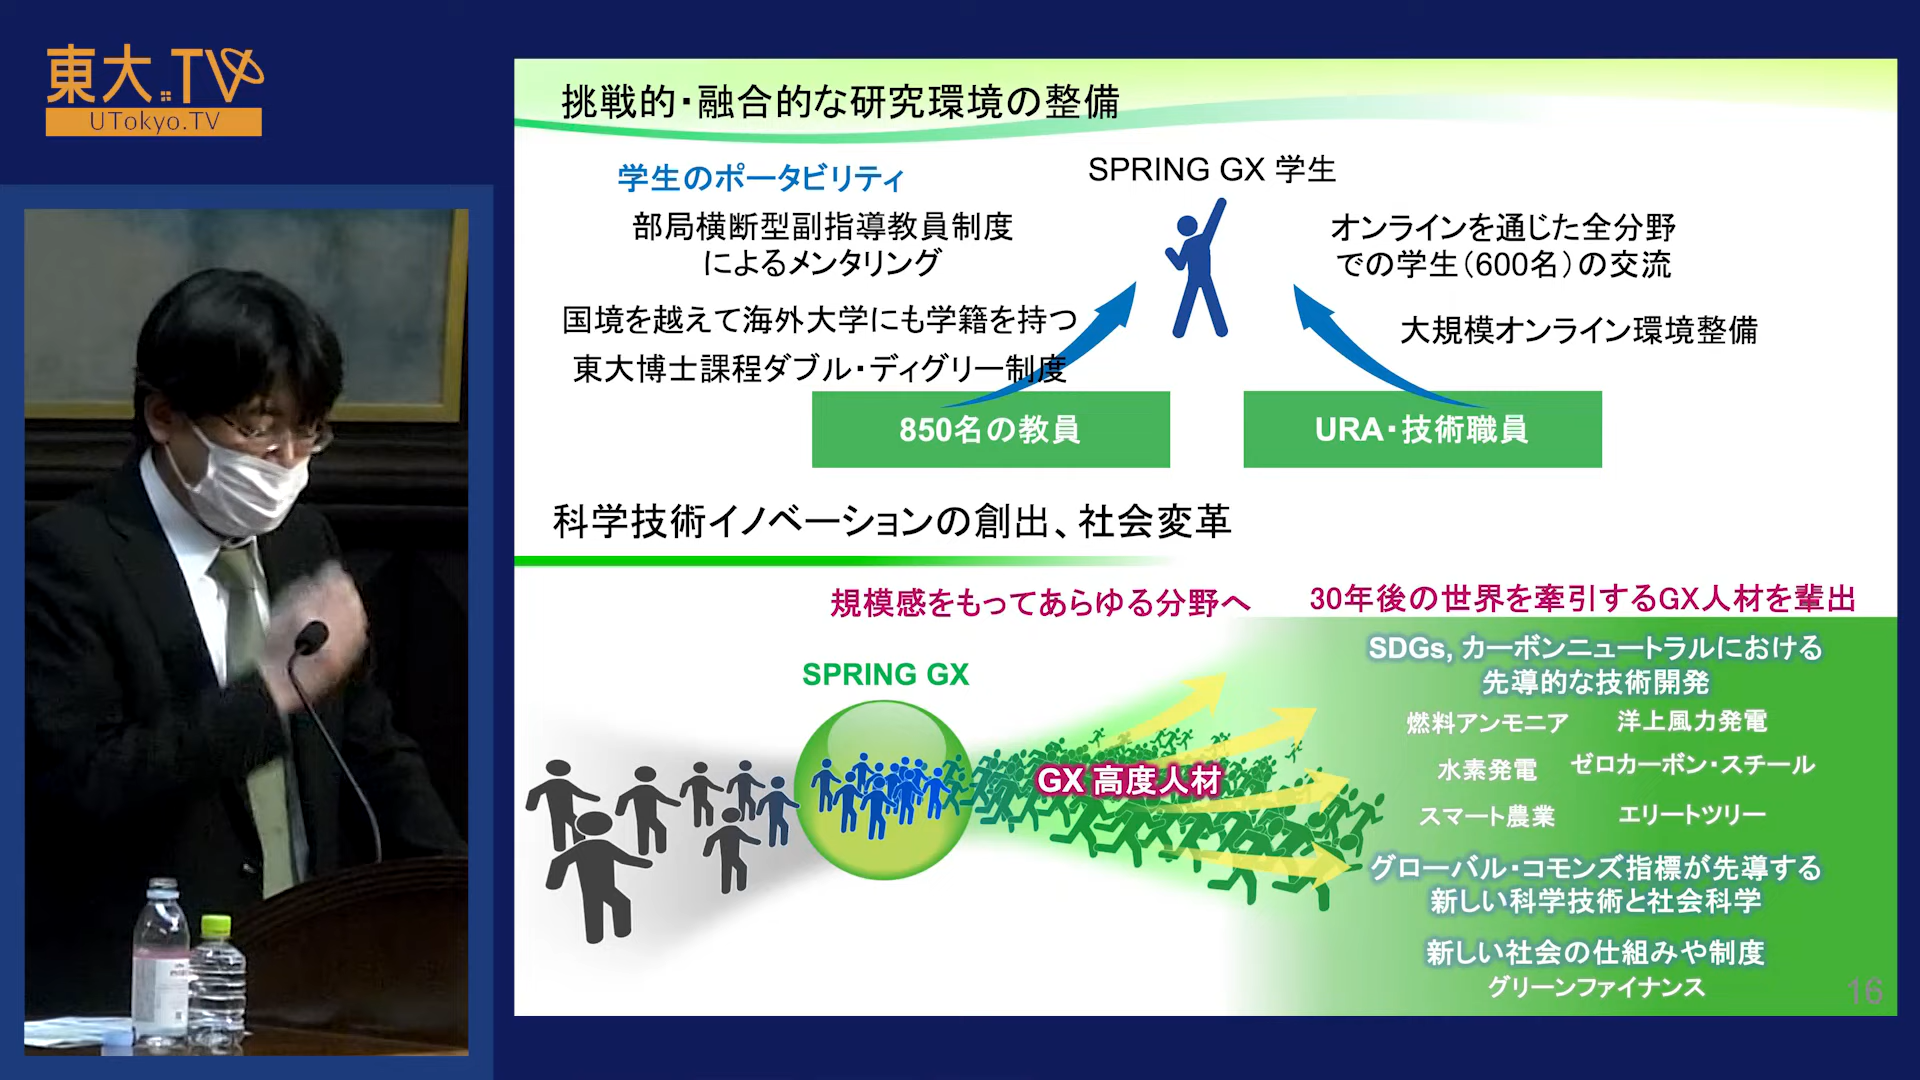 東大.TV
UTokyo.TV
挑戦的・融合的な研究環境の整備
学生のポータビリティ
部局横断型副指導教員制度
によるメンタリング
国境を越えて海外大学にも学籍を持つ
東大博士課程ダブル・ディグリー制度
SPRING GX 学生
オンラインを通じた全分野
での学生（600名）の交流
大規模オンライン環境整備
850名の教員
URA・技術職員
科学技術イノベーションの創出、社会変革
規模感をもってあらゆる分野へ
30年後の世界を牽引するGX人材を輩出
SPRING GX
GX 高度人材
SDGs, カーボンニュートラルにおける
先導的な技術開発
燃料アンモニア 洋上風力発電
水素発電 ゼロカーボン・スチール
スマート農業 エリートツリー
グローバル・コモンズ指標が先導する
新しい科学技術と社会科学
新しい社会の仕組みや制度
グリーンファイナンス
16